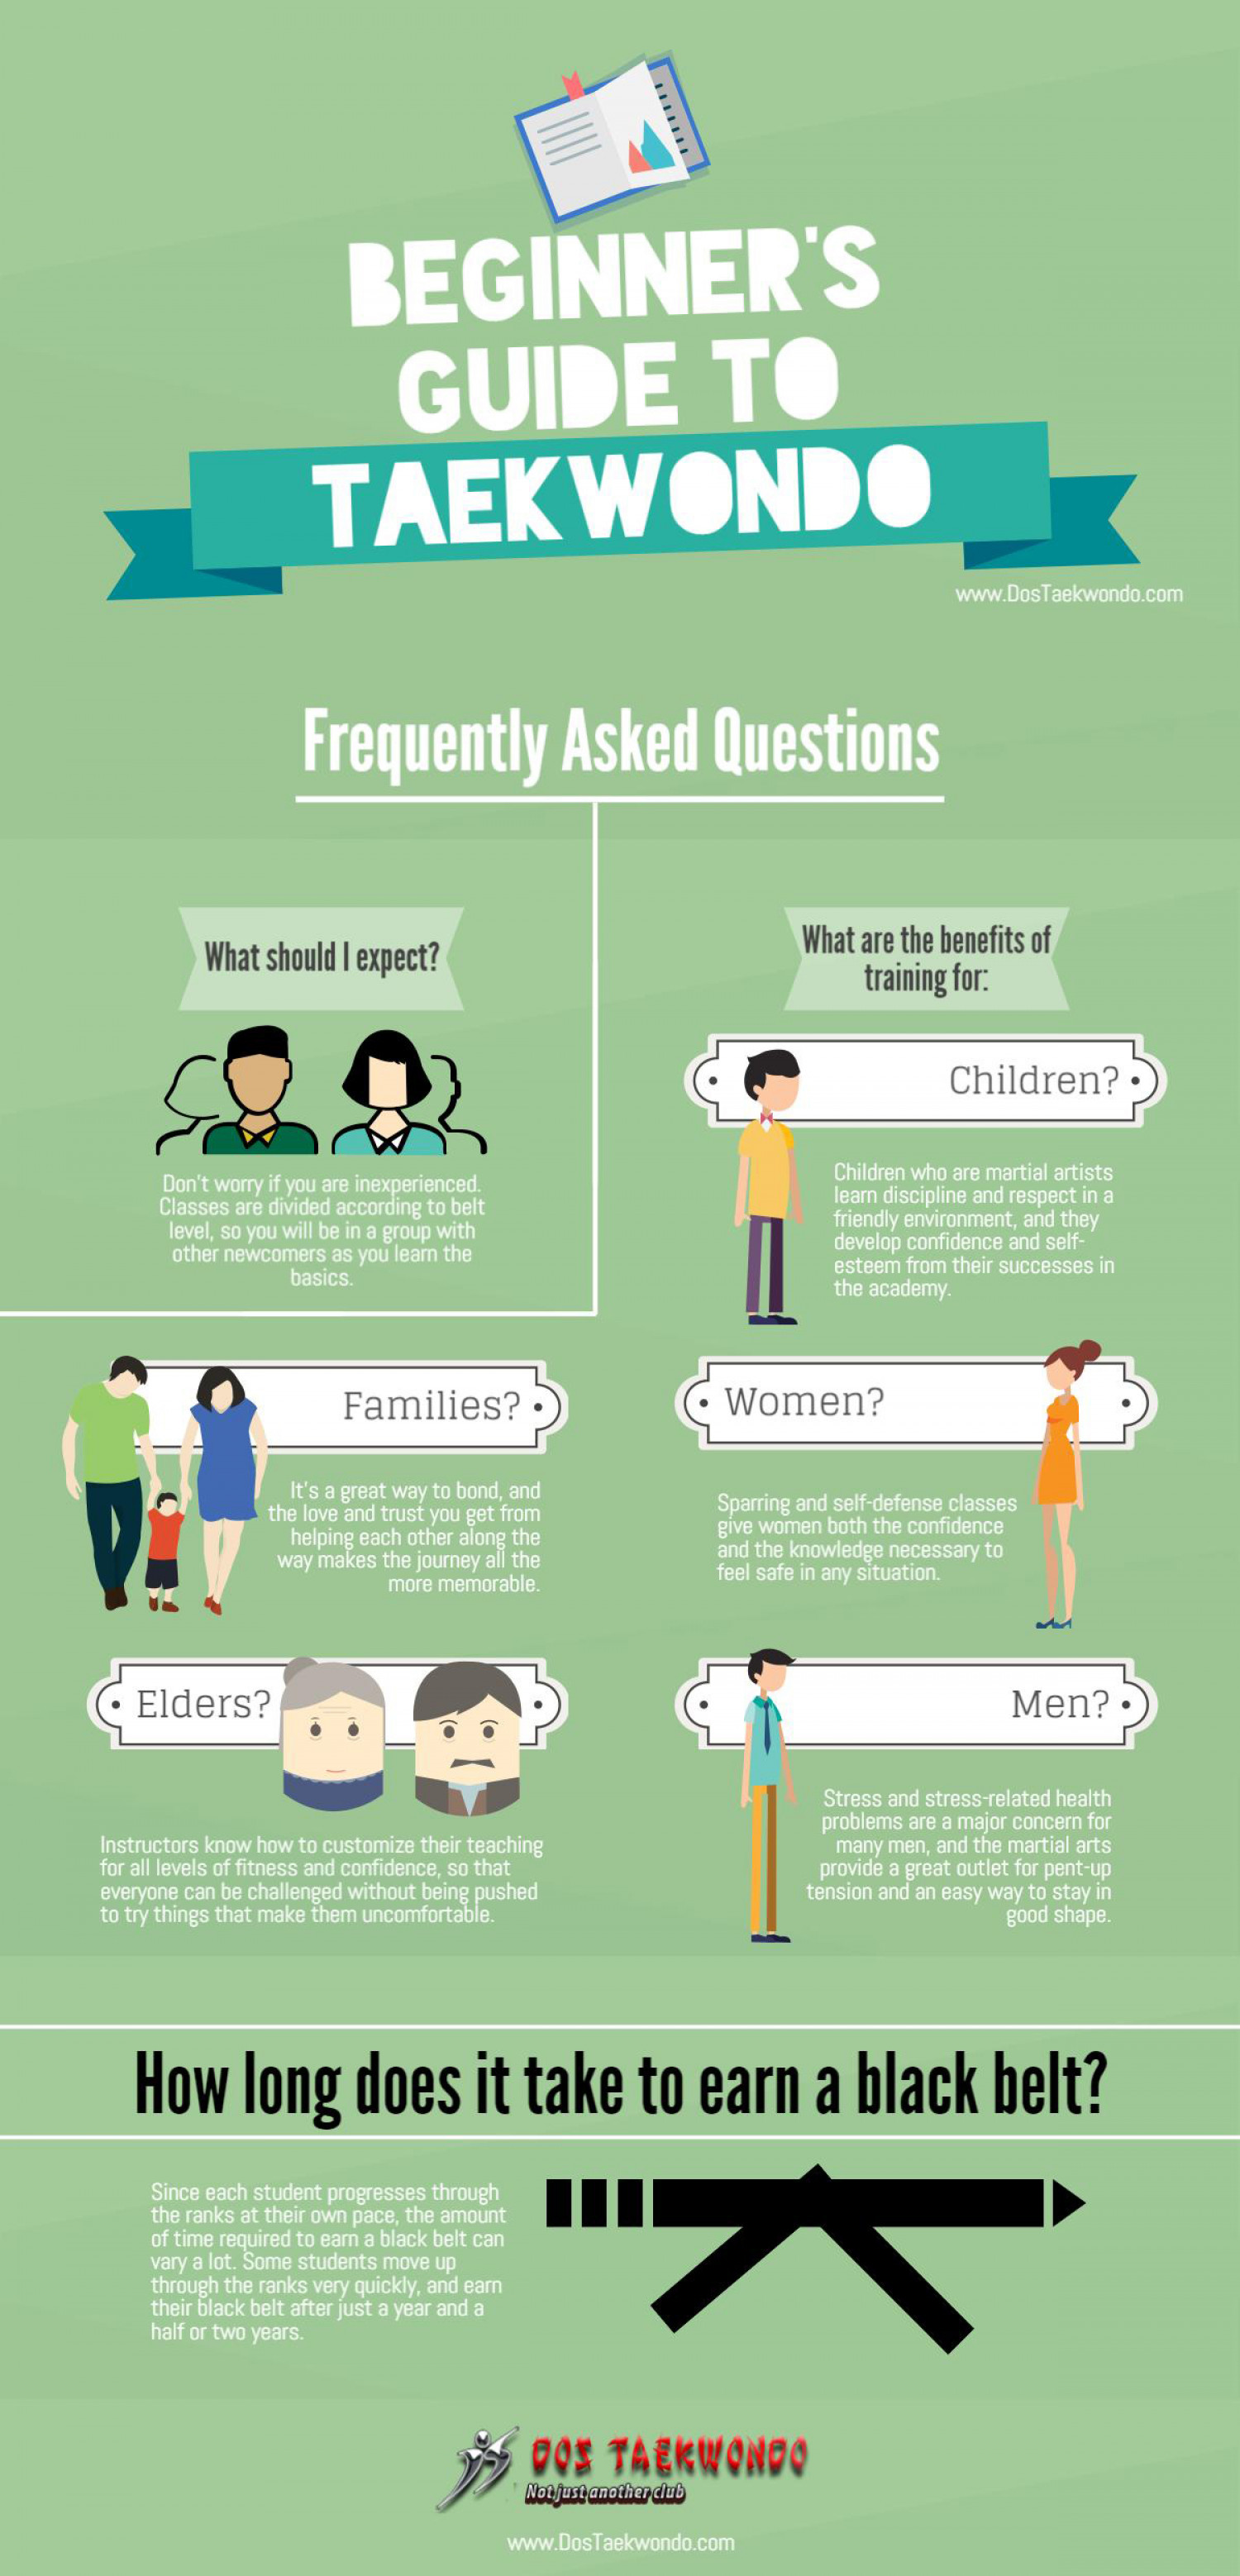 BEGINNER'S
GUIDE TO
TAEKWONDO
www.DosTaekwondo.com
Frequently Asked Questions
What should I expect?
Don't worry if you are inexperienced.
Classes are divided according to belt
level, so you will be in a group with
other newcomers as you learn the
basics.
What are the benefits of
training for:
Children?
Children who are martial artists
learn discipline and respect in a
friendly environment, and they
develop confidence and self-
esteem from their successes in
the academy.
Families?
It's a great way to bond, and
the love and trust you get from
helping each other along the
way makes the journey all the
more memorable.
Women?
Sparring and self-defense classes
give women both the confidence
and the knowledge necessary to
feel safe in any situation.
Elders?
Instructors know how to customize their teaching
for all levels of fitness and confidence, so that
everyone can be challenged without being pushed
to try things that make them uncomfortable.
Men?
Stress and stress-related health
problems are a major concern for
many men, and the martial arts
provide a great outlet for pent-up
tension and an easy way to stay in
good shape.
How long does it take to earn a black belt?
Since each student progresses through
the ranks at their own pace, the amount
of time required to earn a black belt can
vary a lot. Some students move up
through the ranks very quickly, and earn
their black belt after just a year and a
half or two years.
DOS TAEKWONDO
Not just another club
www.DosTaekwondo.com